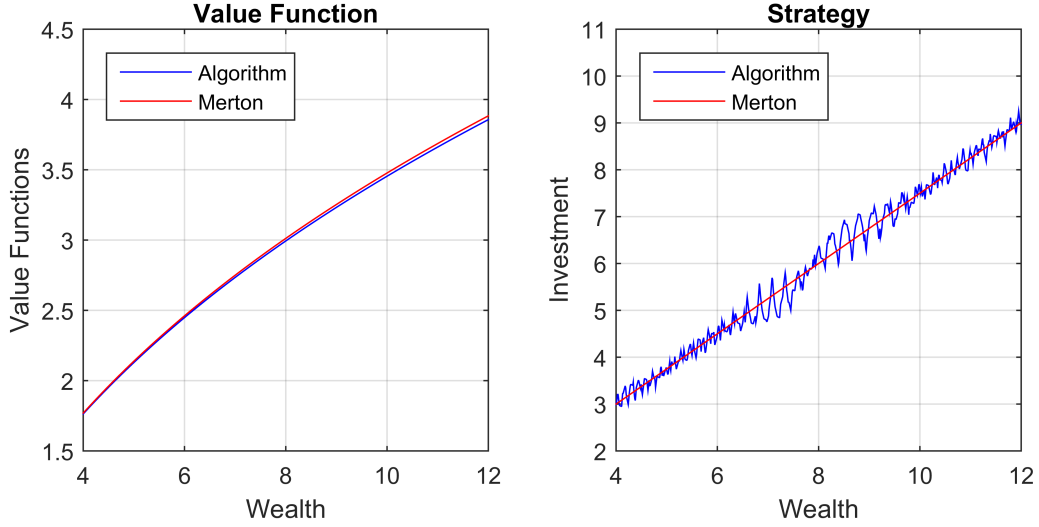 Value Function
4.5
4
3.5
3
2.5
2
1.5
Value Functions
Algorithm
Merton
4 6 8 10 12
Wealth
Strategy
11
10
9
8
7
6
5
4
3
2
Investment
Algorithm
Merton
4 6 8 10 12
Wealth